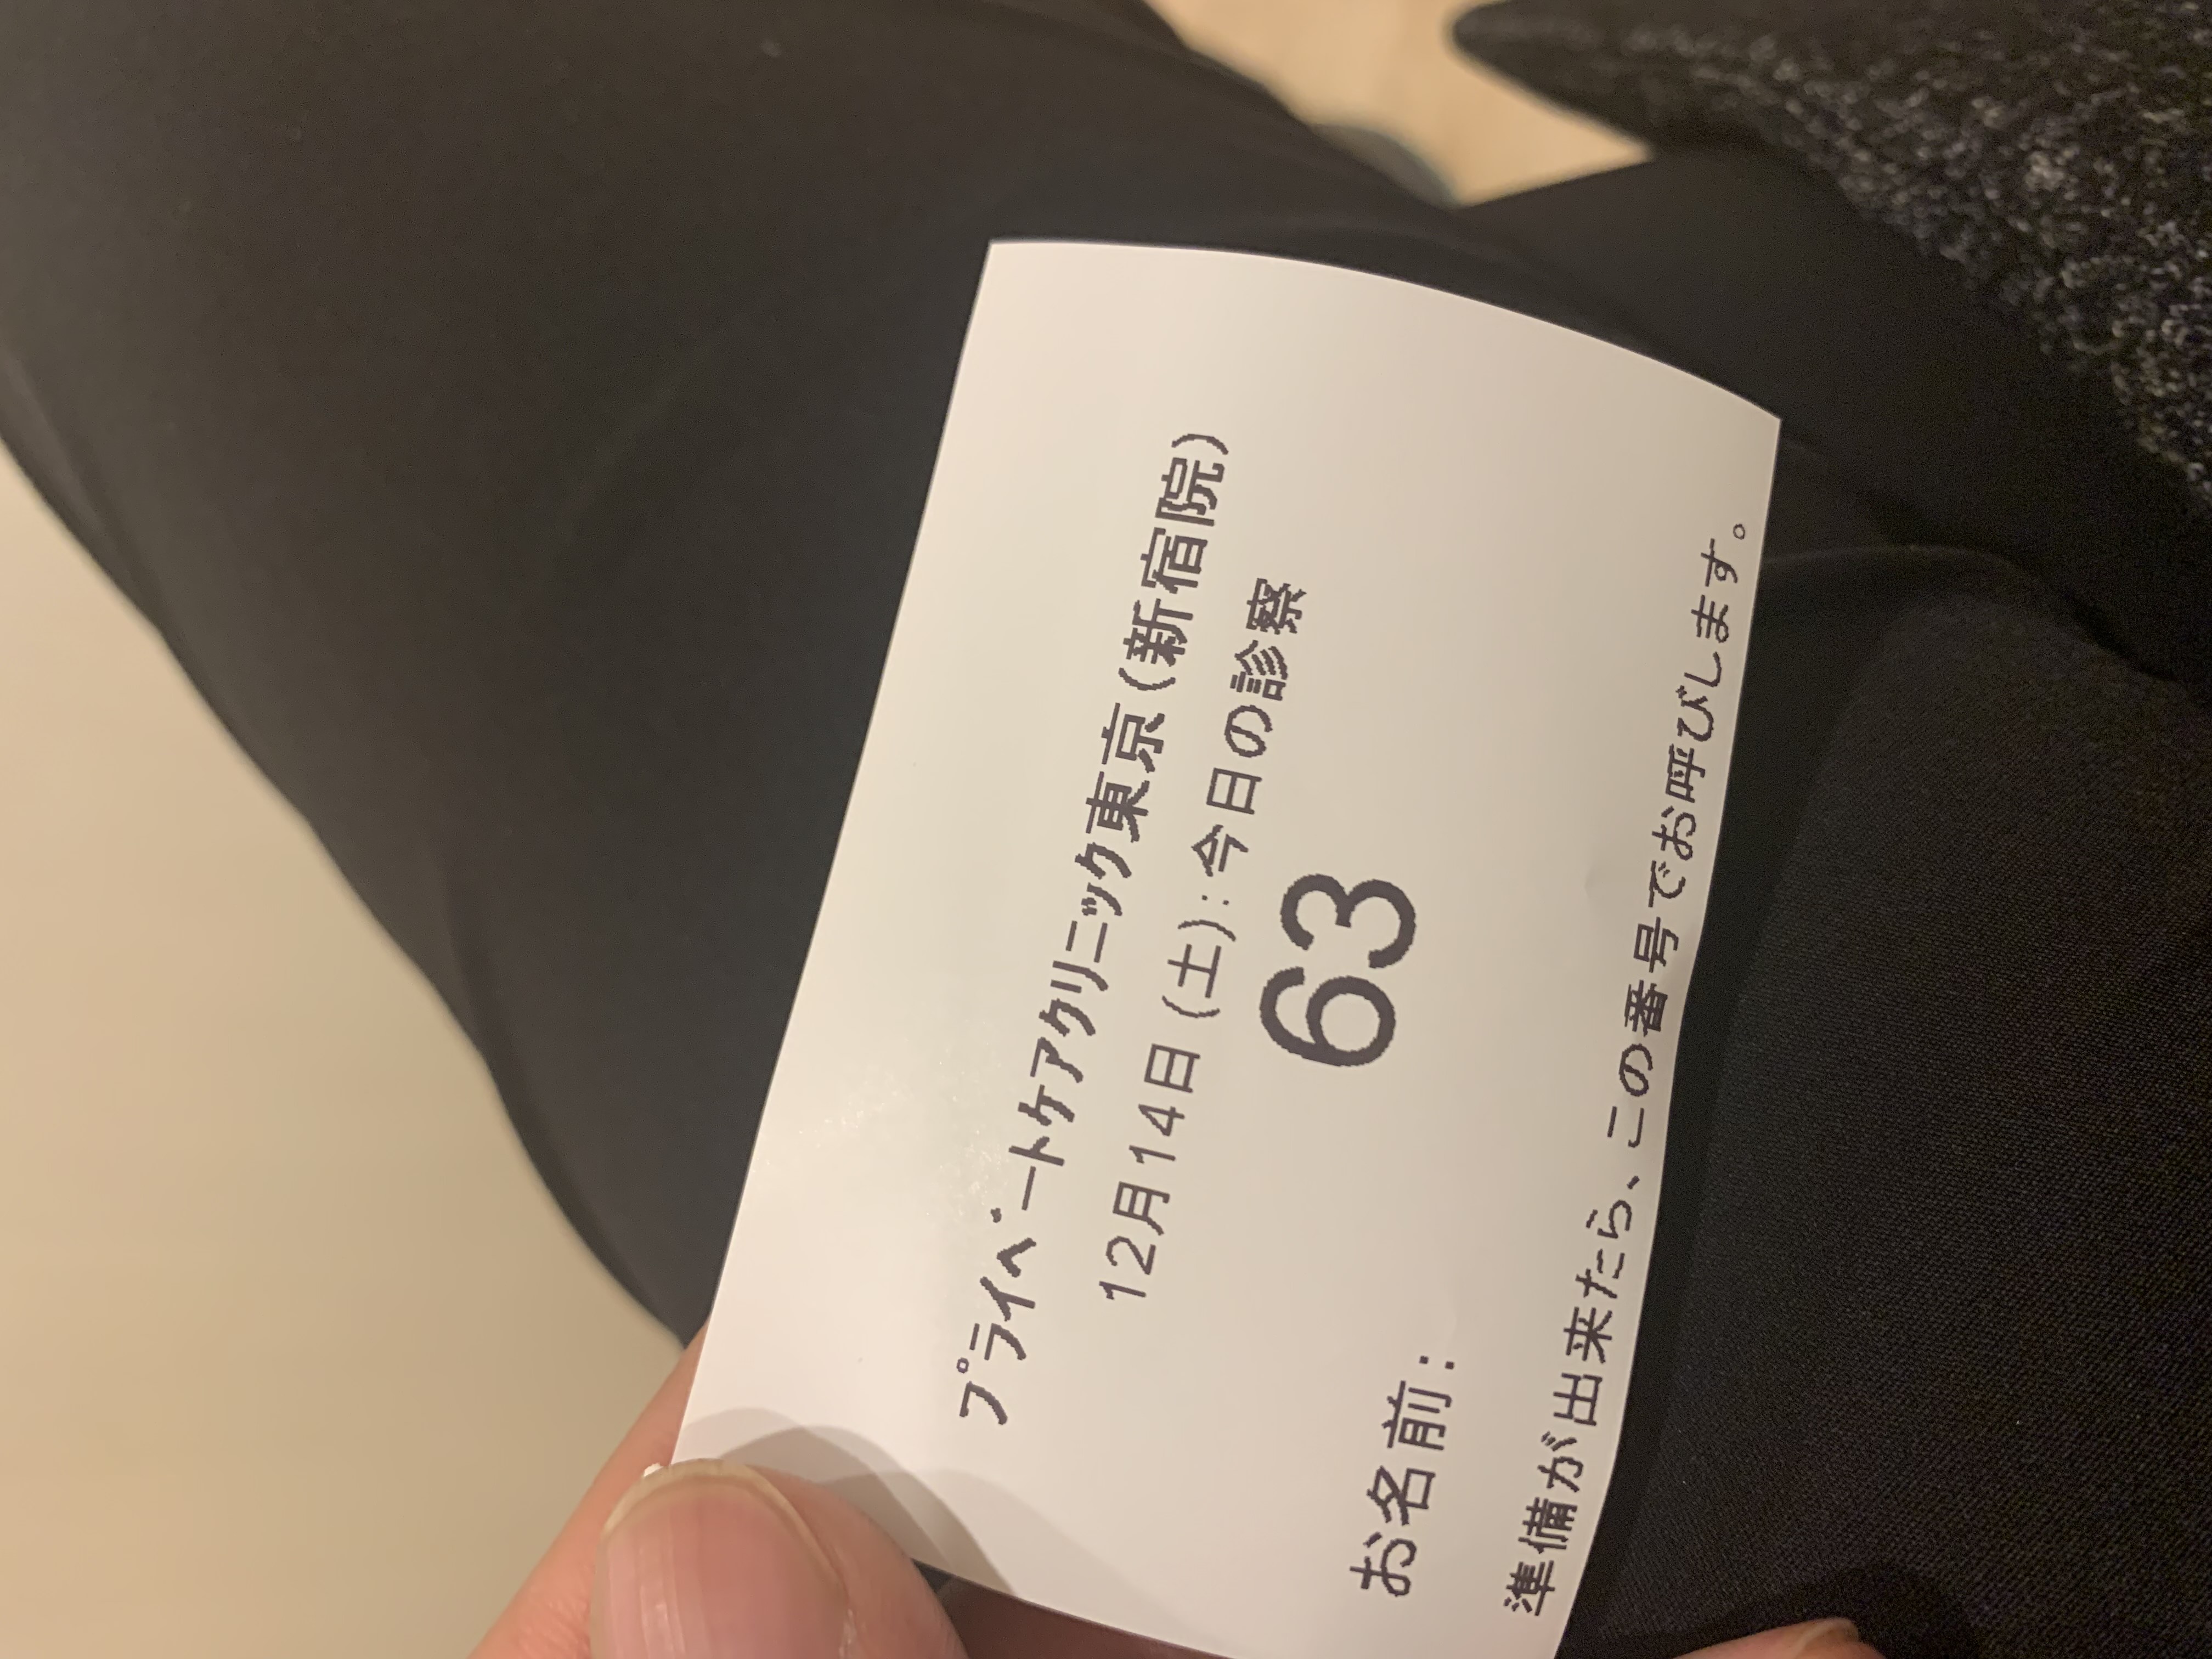 プライベートケアクリニック東京(新宿院)
12月14日(土):今日の診察
63
お名前:
準備が出来たら、この番号でお呼びします。